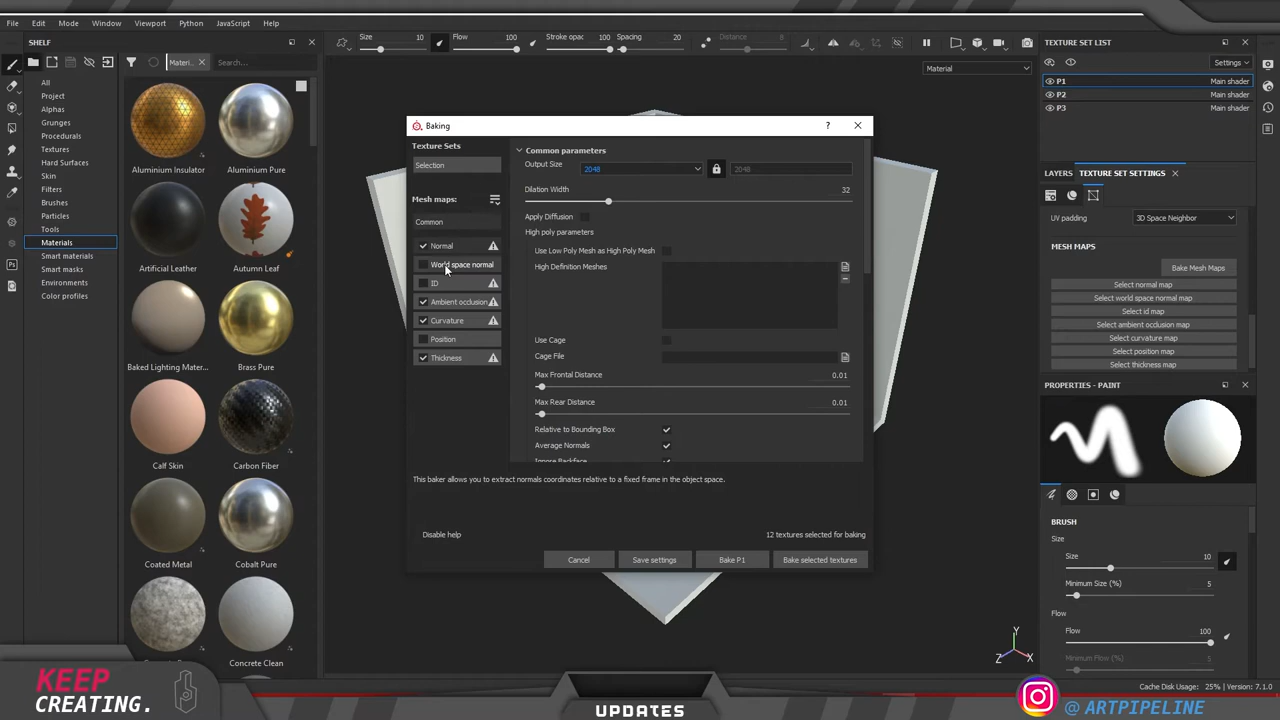 File Edit Mode Window Viewport Python JavaScript Help
SHELF
Size 10 Flow 100 Stroke opac 100 Spacing 20 Distance 8
TEXTURE SET LIST
Materi...
Search...
Material
Settings
P1 Main shader
P2 Main shader
P3 Main shader
All
Project
Alphas
Grunges
Procedurals
Textures
Hard Surfaces
Skin
Filters
Brushes
Particles
Tools
Materials
Smart materials
Smart masks
Environments
Color profiles
Aluminium Insulator Aluminium Pure
Artificial Leather Autumn Leaf
Baked Lighting Mater... Brass Pure
Calf Skin Carbon Fiber
Coated Metal Cobalt Pure
Concrete Clean
Baking
Texture Sets
Selection
Mesh maps:
Common
Normal
World space normal
ID
Ambient occlusion
Curvature
Position
Thickness
Common parameters
Output Size 2048 2048
Dilation Width 32
Apply Diffusion
High poly parameters
Use Low Poly Mesh as High Poly Mesh
High Definition Meshes
Use Cage
Cage File
Max Frontal Distance 0.01
Max Rear Distance 0.01
Relative to Bounding Box
Average Normals
Ignore Backface
This baker allows you to extract normals coordinates relative to a fixed frame in the object space.
Disable help 12 textures selected for baking
Cancel Save settings Bake P1 Bake selected textures
LAYERS TEXTURE SET SETTINGS
UV padding 3D Space Neighbor
MESH MAPS
Bake Mesh Maps
Select normal map
Select world space normal map
Select id map
Select ambient occlusion map
Select curvature map
Select position map
Select thickness map
PROPERTIES - PAINT
BRUSH
Size
Size 10
Minimum Size (%) 5
Flow
Flow 100
Minimum Flow (%) 5
Y
Z X
Cache Disk Usage: 25% | Version: 7.1.0
KEEP
CREATING.
UPDATES
@ ARTPIPELINE